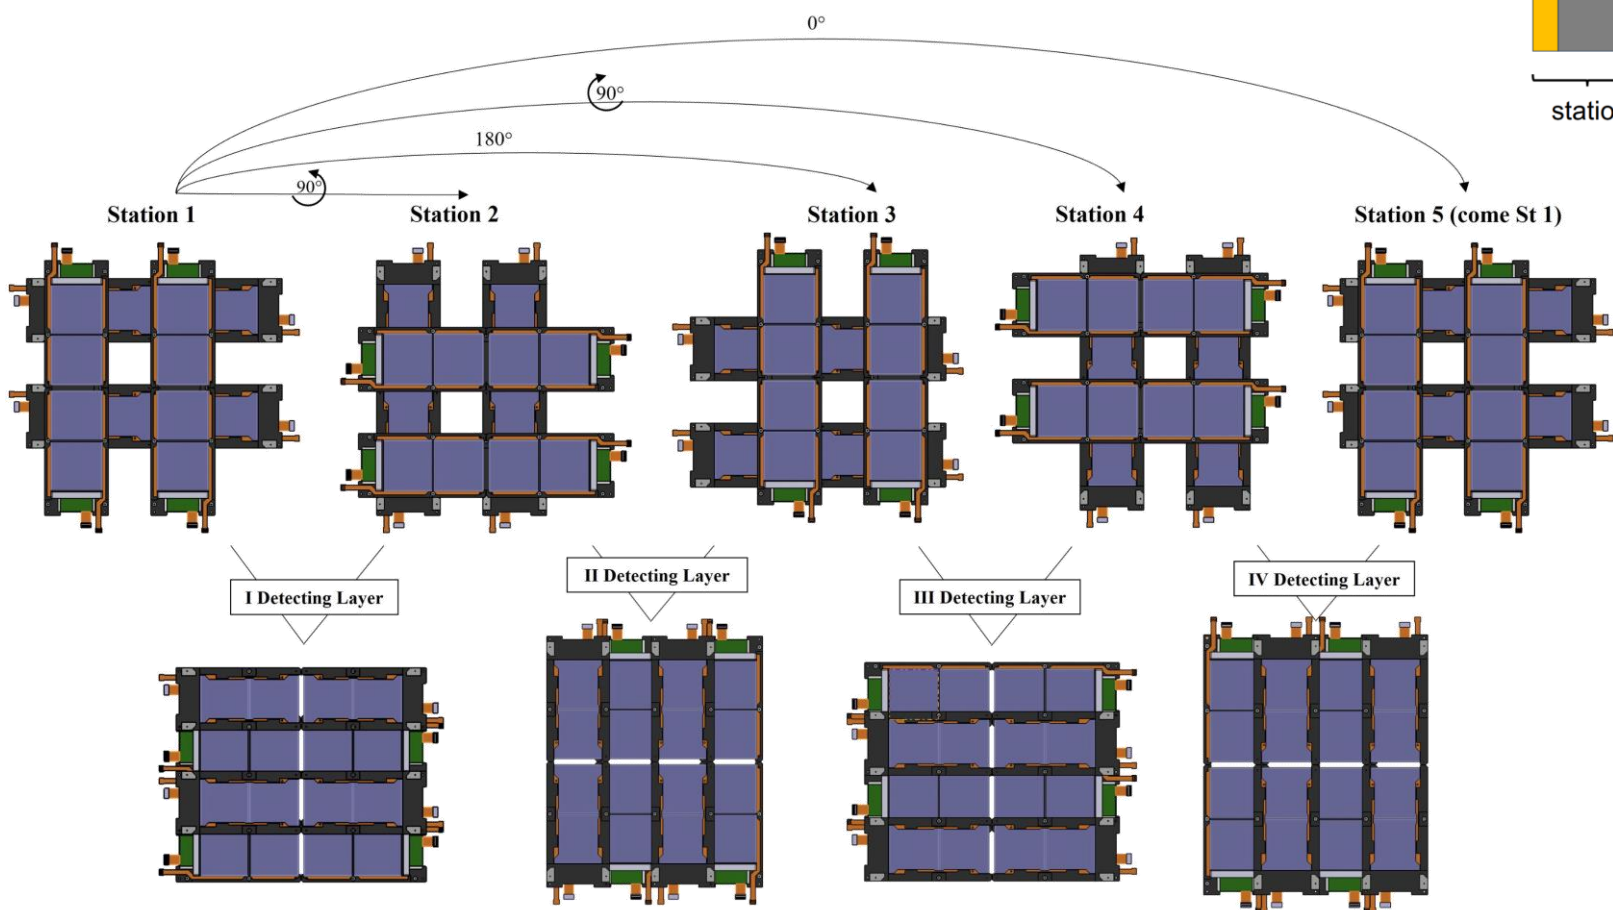 0°
90°
180°
90°
statio
Station 1
Station 2
Station 3
Station 4
Station 5 (come St 1)
I Detecting Layer
II Detecting Layer
III Detecting Layer
IV Detecting Layer